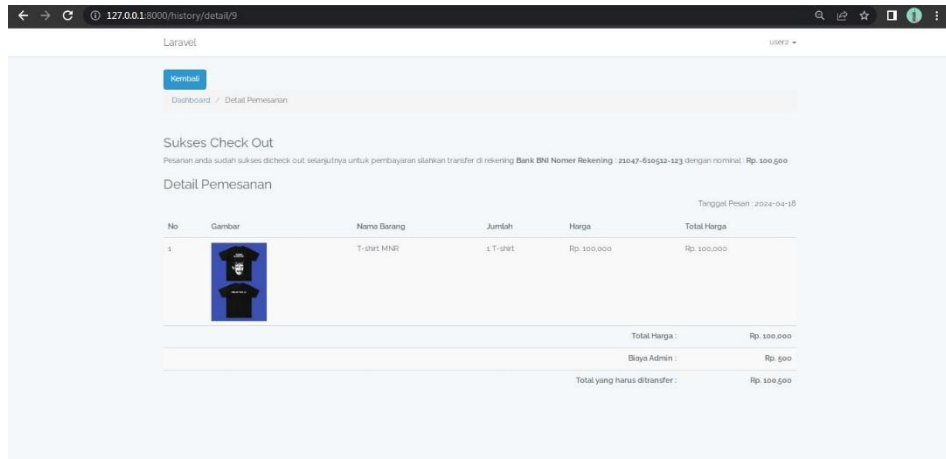 127.0.0.1:8000/history/detail/9
Laravel
user2
Kembali
Dashboard / Detail Pemesanan
Sukses Check Out
Pesanan anda sudah sukses dicheck out selanjutnya untuk pembayaran silahkan transfer di rekening Bank BNI Nomer Rekening : 21047-610512-123 dengan nominal : Rp. 100,500
Detail Pemesanan
Tanggal Pesan : 2024-04-18
No Gambar Nama Barang Jumlah Harga Total Harga
1 T-shirt MNR 1 T-shirt Rp. 100,000 Rp. 100,000
Total Harga : Rp. 100,000
Biaya Admin : Rp. 500
Total yang harus ditransfer : Rp. 100,500